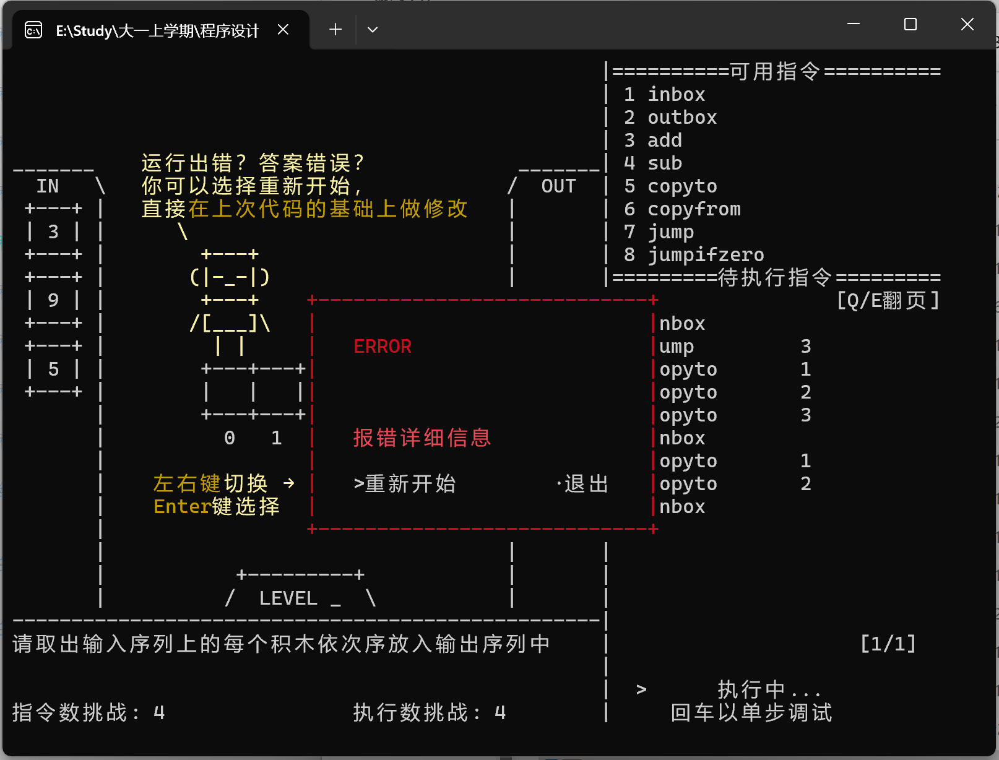 E:\Study\大一上学期\程序设计
==========可用指令==========
1 inbox
2 outbox
3 add
4 sub
5 copyto
6 copyfrom
7 jump
8 jumpifzero
=========待执行指令=========
[Q/E翻页]
nbox
ump 3
opyto 1
opyto 2
opyto 3
nbox
opyto 1
opyto 2
nbox
[1/1]
> 执行中...
回车以单步调试
运行出错？答案错误？
你可以选择重新开始，
直接在上次代码的基础上做修改
IN
3
9
5
OUT
(|-_-|)
/[___]\
0 1
左右键切换 →
Enter键选择
ERROR
报错详细信息
>重新开始 ·退出
/ LEVEL _ \
请取出输入序列上的每个积木依次序放入输出序列中
指令数挑战：4 执行数挑战：4